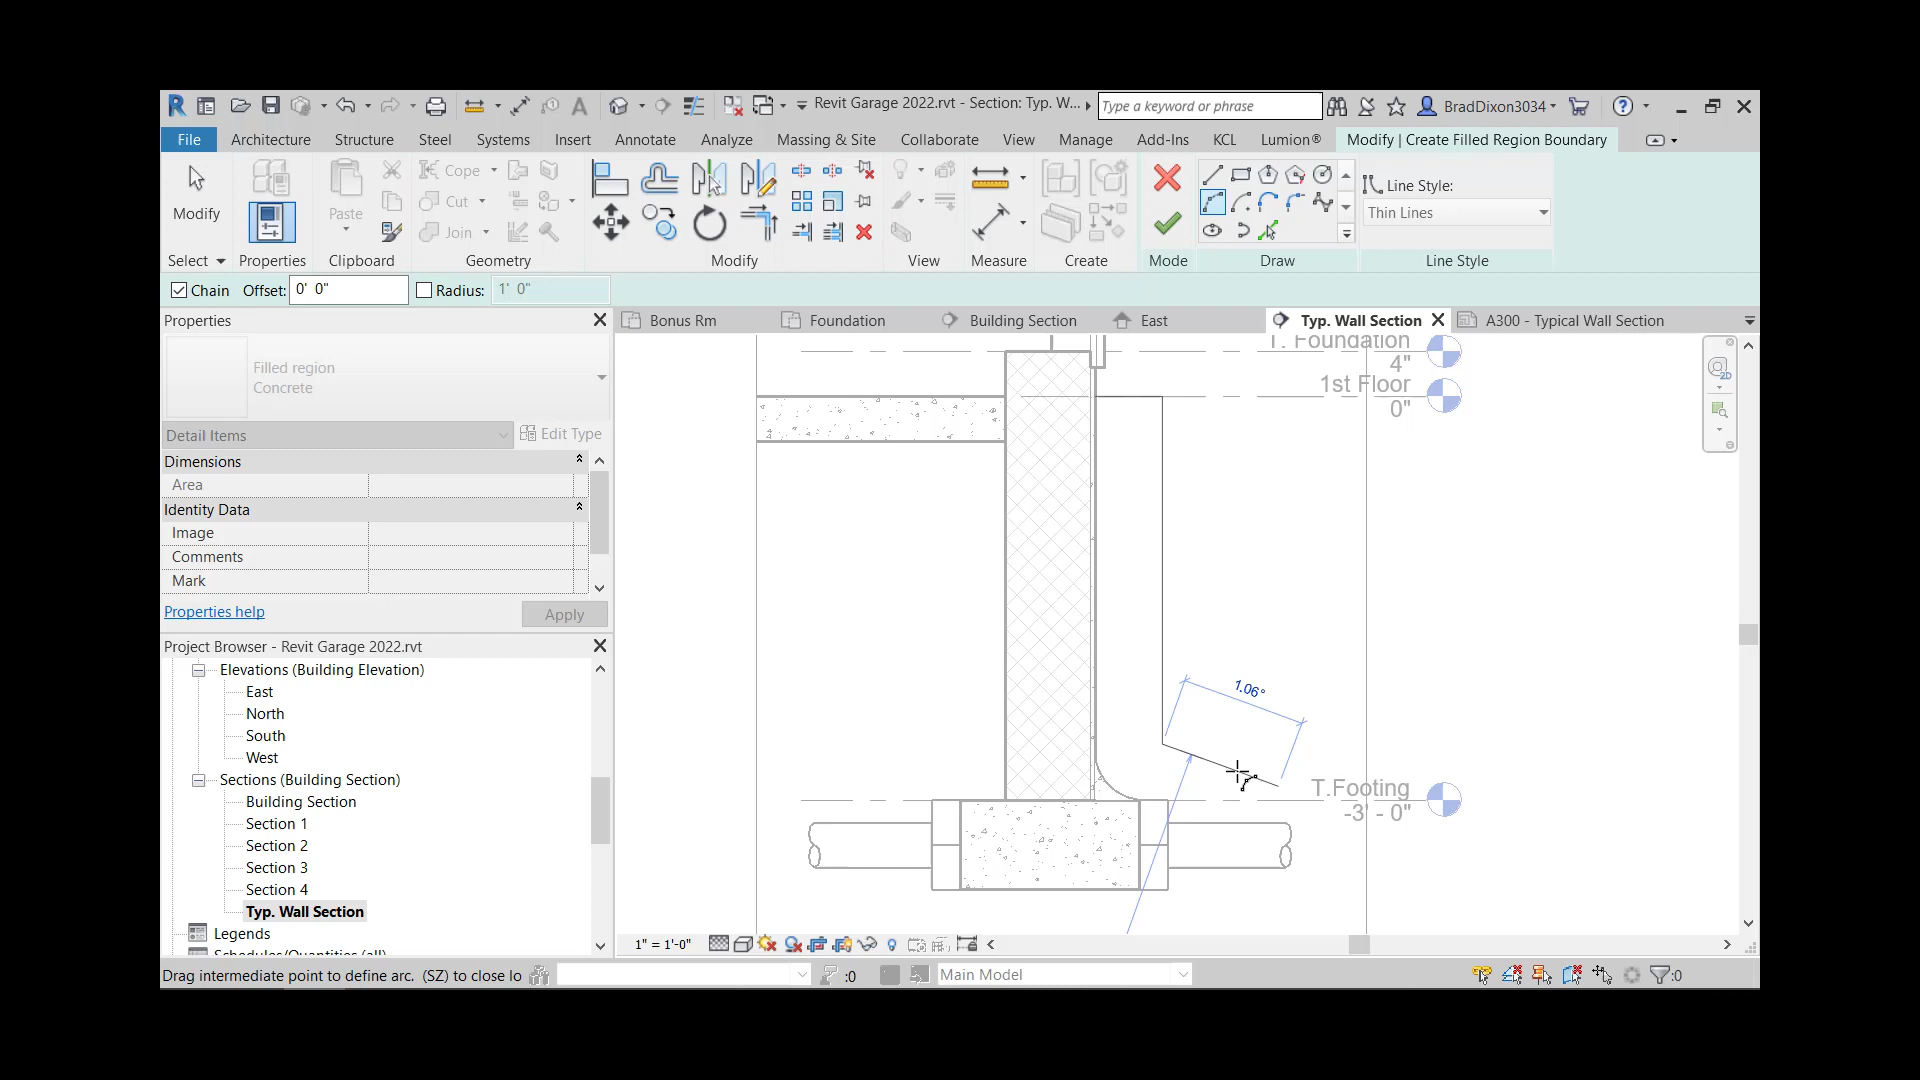 Revit Garage 2022.rvt - Section: Typ. W...
Type a keyword or phrase
BradDixon3034
File Architecture Structure Steel Systems Insert Annotate Analyze Massing & Site Collaborate View Manage Add-Ins KCL Lumion® Modify | Create Filled Region Boundary
Modify
Paste
Cope
Cut
Join
Line Style:
Thin Lines
Select Properties Clipboard Geometry Modify View Measure Create Mode Draw Line Style
Chain Offset: 0' 0" Radius: 1' 0"
Properties
Filled region
Concrete
Detail Items Edit Type
Dimensions
Area
Identity Data
Image
Comments
Mark
Properties help Apply
Project Browser - Revit Garage 2022.rvt
Elevations (Building Elevation)
East
North
South
West
Sections (Building Section)
Building Section
Section 1
Section 2
Section 3
Section 4
Typ. Wall Section
Legends
Schedules/Quantities (all)
Bonus Rm Foundation Building Section East Typ. Wall Section A300 - Typical Wall Section
T. Foundation
4"
1st Floor
0"
1.06°
T.Footing
-3' - 0"
2D
1" = 1'-0"
Drag intermediate point to define arc. (SZ) to close lo
:0
Main Model
:0